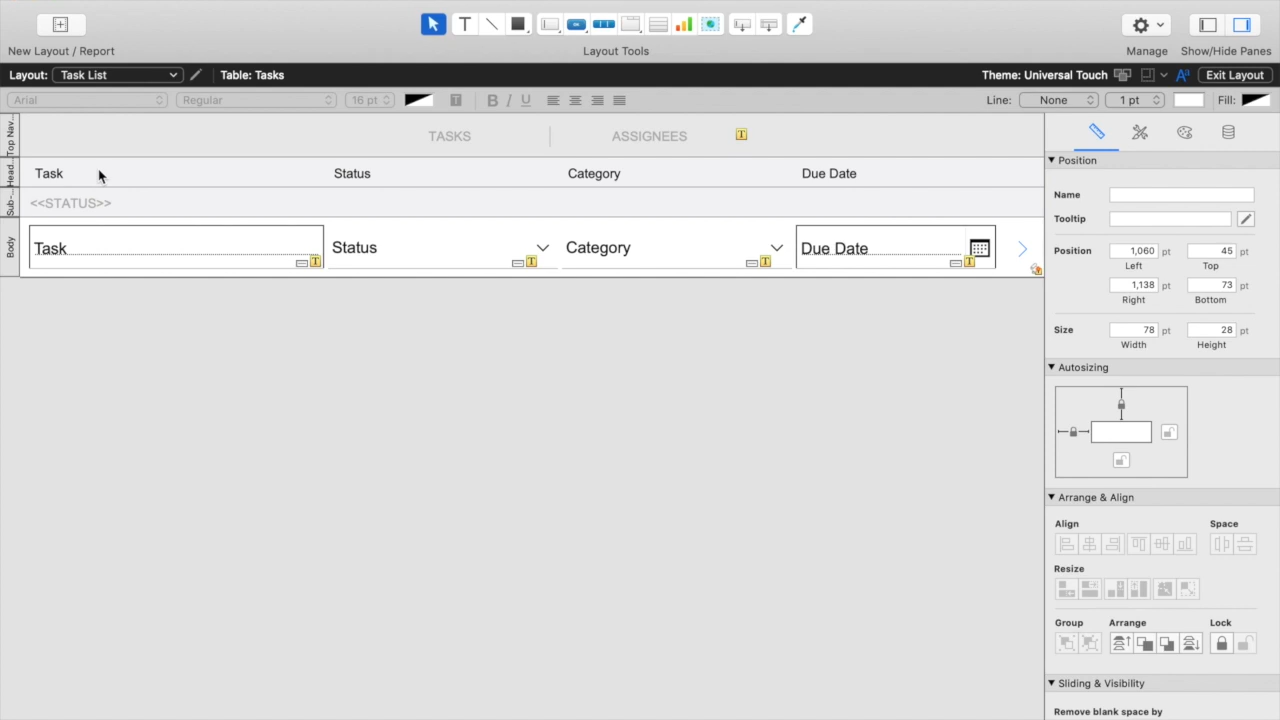 New Layout / Report
Layout Tools
Manage
Show/Hide Panes
Layout: Task List
Table: Tasks
Theme: Universal Touch
Exit Layout
Arial
Regular
16 pt
B I U
Line: None
1 pt
Fill:
Top Nav...
TASKS
ASSIGNEES
T
Head...
Task
Status
Category
Due Date
Sub-...
<<STATUS>>
Body
Task
T
Status
T
Category
T
Due Date
T
Position
Name
Tooltip
Position
1,060 pt
45 pt
Left
Top
1,138 pt
73 pt
Right
Bottom
Size
78 pt
28 pt
Width
Height
Autosizing
Arrange & Align
Align
Space
Resize
Group
Arrange
Lock
Sliding & Visibility
Remove blank space by